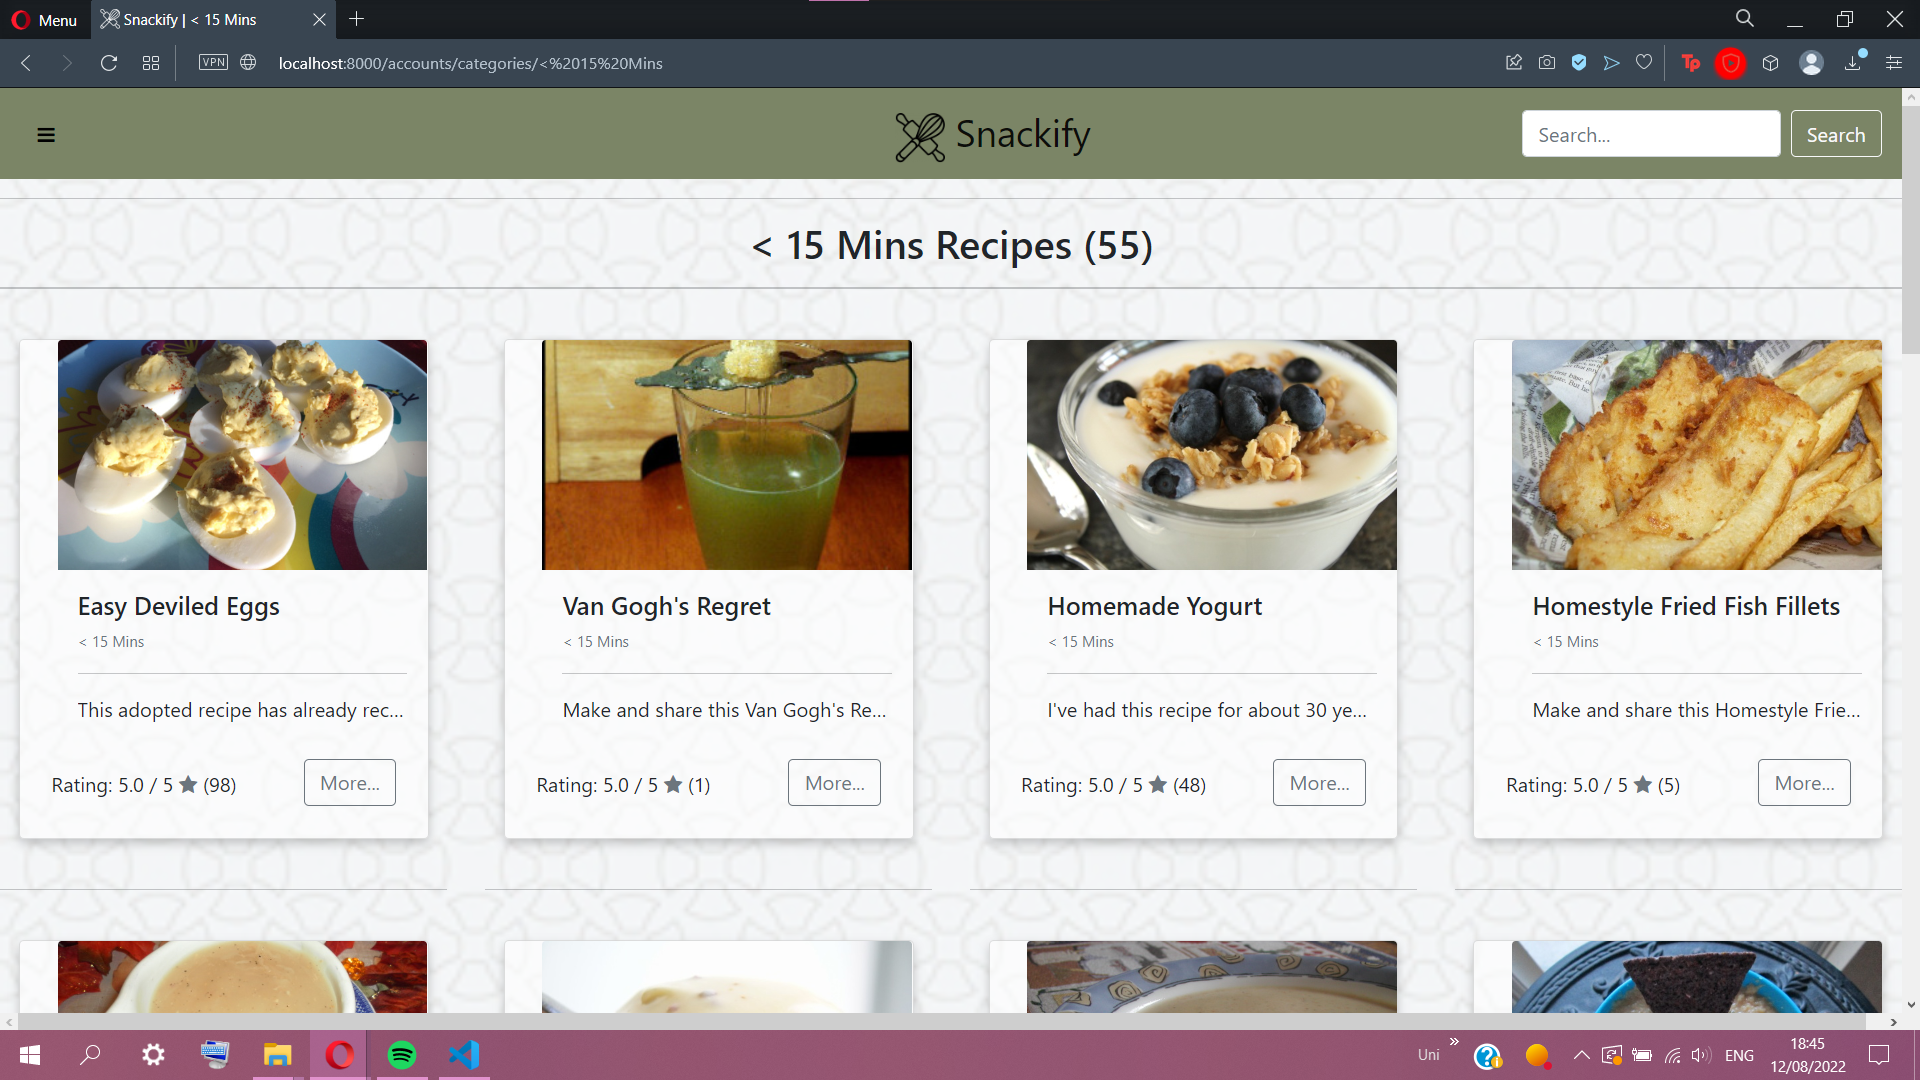 Menu
Snackify | < 15 Mins
VPN
localhost:8000/accounts/categories/<%2015%20Mins
Tp
Snackify
Search...
Search
< 15 Mins Recipes (55)
Easy Deviled Eggs
< 15 Mins
This adopted recipe has already rec...
Rating: 5.0 / 5 ★ (98)
More...
Van Gogh's Regret
< 15 Mins
Make and share this Van Gogh's Re...
Rating: 5.0 / 5 ★ (1)
More...
Homemade Yogurt
< 15 Mins
I've had this recipe for about 30 ye...
Rating: 5.0 / 5 ★ (48)
More...
Homestyle Fried Fish Fillets
< 15 Mins
Make and share this Homestyle Frie...
Rating: 5.0 / 5 ★ (5)
More...
Uni
ENG
18:45
12/08/2022